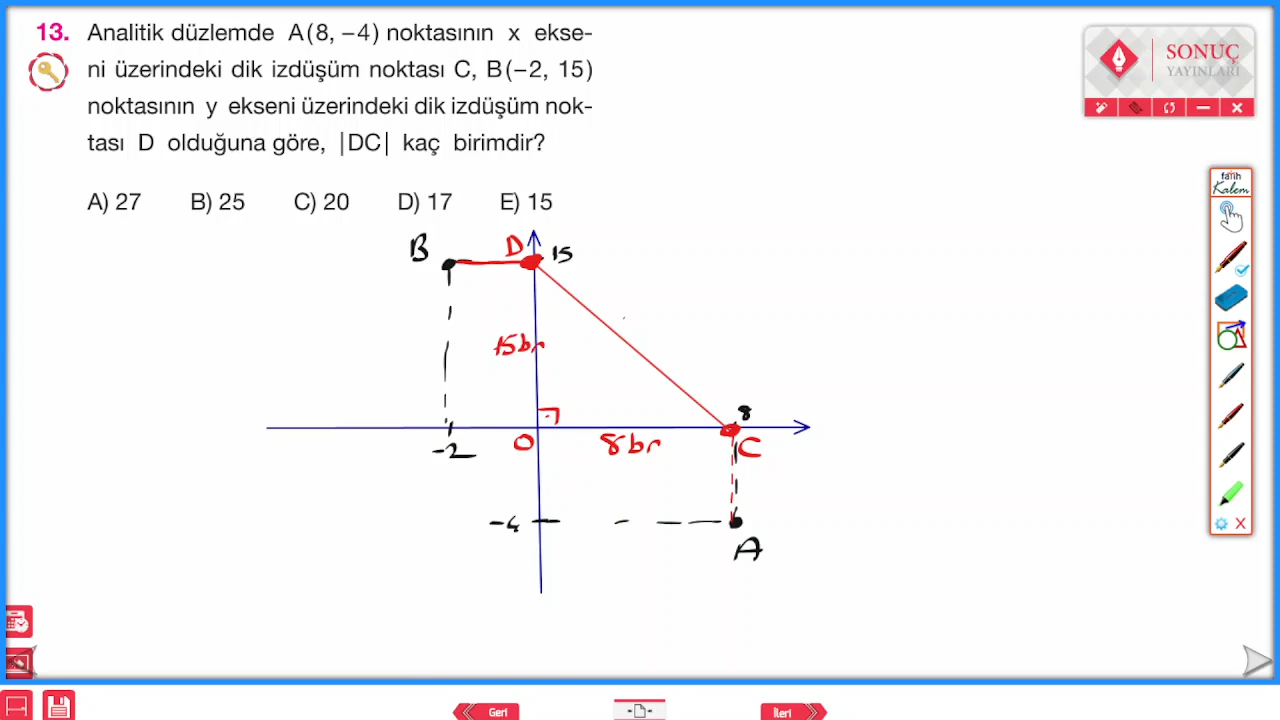 13. Analitik düzlemde A(8, −4) noktasının x ekse-
ni üzerindeki dik izdüşüm noktası C, B(−2, 15)
noktasının y ekseni üzerindeki dik izdüşüm nok-
tası D olduğuna göre, |DC| kaç birimdir?
A) 27 B) 25 C) 20 D) 17 E) 15
SONUÇ
YAYINLARI
fatih
Kalem
B D 15
15br
8
-2 O 8br C
-4
A
Geri
İleri